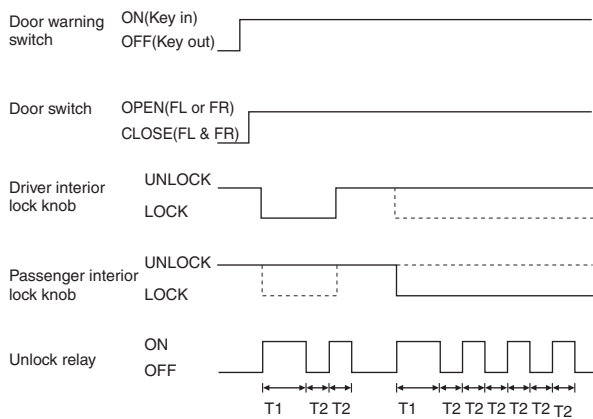 Door warning
switch
ON(Key in)
OFF(Key out)
Door switch
OPEN(FL or FR)
CLOSE(FL & FR)
Driver interior
lock knob
UNLOCK
LOCK
Passenger interior
lock knob
UNLOCK
LOCK
Unlock relay
ON
OFF
T1 T2 T2 T1 T2 T2 T2 T2 T2 T2